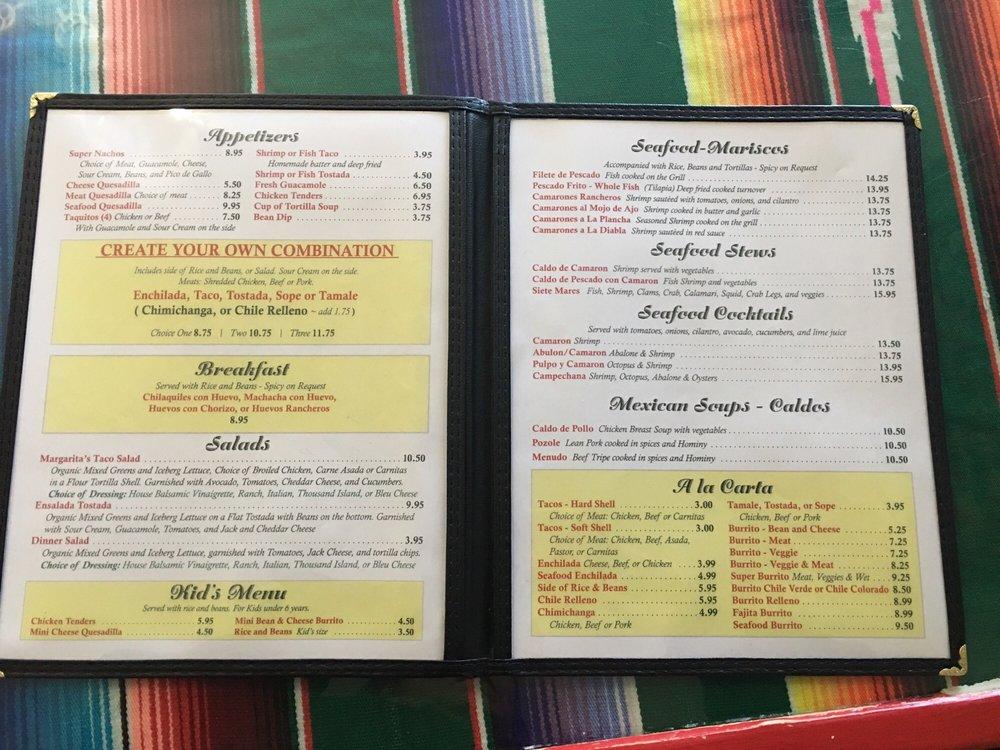 Appetizers
Super Nachos 8.95
Choice of Meat, Guacamole, Cheese,
Sour Cream, Beans, and Pico de Gallo
Cheese Quesadilla 5.50
Meat Quesadilla Choice of meat 8.25
Seafood Quesadilla 9.95
Taquitos (4) Chicken or Beef 7.50
With Guacamole and Sour Cream on the side
Shrimp or Fish Taco 3.95
Homemade batter and deep fried
Shrimp or Fish Tostada 4.50
Fresh Guacamole 6.50
Chicken Tenders 6.95
Cup of Tortilla Soup 3.75
Bean Dip 3.75
CREATE YOUR OWN COMBINATION
Includes side of Rice and Beans, or Salad. Sour Cream on the side.
Meats: Shredded Chicken, Beef or Pork.
Enchilada, Taco, Tostada, Sope or Tamale
( Chimichanga, or Chile Relleno ~ add 1.75 )
Choice One 8.75 | Two 10.75 | Three 11.75
Breakfast
Served with Rice and Beans - Spicy on Request
Chilaquiles con Huevo, Machacha con Huevo,
Huevos con Chorizo, or Huevos Rancheros
8.95
Salads
Margarita's Taco Salad 10.50
Organic Mixed Greens and Iceberg Lettuce, Choice of Broiled Chicken, Carne Asada or Carnitas
in a Flour Tortilla Shell. Garnished with Avocado, Tomatoes, Cheddar Cheese, and Cucumbers.
Choice of Dressing: House Balsamic Vinaigrette, Ranch, Italian, Thousand Island, or Bleu Cheese
Ensalada Tostada 9.95
Organic Mixed Greens and Iceberg Lettuce on a Flat Tostada with Beans on the bottom. Garnished
with Sour Cream, Guacamole, Tomatoes, and Jack and Cheddar Cheese
Dinner Salad 3.95
Organic Mixed Greens and Iceberg Lettuce, garnished with Tomatoes, Jack Cheese, and tortilla chips.
Choice of Dressing: House Balsamic Vinaigrette, Ranch, Italian, Thousand Island, or Bleu Cheese
Kid's Menu
Served with rice and beans. For Kids under 6 years.
Chicken Tenders 5.95
Mini Cheese Quesadilla 4.50
Mini Bean & Cheese Burrito 4.50
Rice and Beans Kid's size 3.50
Seafood-Mariscos
Accompanied with Rice, Beans and Tortillas - Spicy on Request
Filete de Pescado Fish cooked on the Grill 14.25
Pescado Frito - Whole Fish (Tilapia) Deep fried cooked turnover 13.95
Camarones Rancheros Shrimp sautéed with tomatoes, onions, and cilantro 13.75
Camarones al Mojo de Ajo Shrimp cooked in butter and garlic 13.75
Camarones a La Plancha Seasoned Shrimp cooked on the grill 13.75
Camarones a La Diabla Shrimp sautéed in red sauce 13.75
Seafood Stews
Caldo de Camaron Shrimp served with vegetables 13.75
Caldo de Pescado con Camaron Fish Shrimp and vegetables 13.75
Siete Mares Fish, Shrimp, Clams, Crab, Calamari, Squid, Crab Legs, and veggies 15.95
Seafood Cocktails
Served with tomatoes, onions, cilantro, avocado, cucumbers, and lime juice
Camaron Shrimp 13.50
Abulon/Camaron Abalone & Shrimp 13.75
Pulpo y Camaron Octopus & Shrimp 13.95
Campechana Shrimp, Octopus, Abalone & Oysters 15.95
Mexican Soups - Caldos
Caldo de Pollo Chicken Breast Soup with vegetables 10.50
Pozole Lean Pork cooked in spices and Hominy 10.50
Menudo Beef Tripe cooked in spices and Hominy 10.50
A la Carta
Tacos - Hard Shell 3.00
Choice of Meat: Chicken, Beef or Carnitas
Tacos - Soft Shell 3.00
Choice of Meat: Chicken, Beef, Asada,
Pastor, or Carnitas
Enchilada Cheese, Beef, or Chicken 3.99
Seafood Enchilada 4.99
Side of Rice & Beans 5.95
Chile Relleno 5.95
Chimichanga 4.99
Chicken, Beef or Pork
Tamale, Tostada, or Sope 3.95
Chicken, Beef or Pork
Burrito - Bean and Cheese 5.25
Burrito - Meat 7.25
Burrito - Veggie 7.25
Burrito - Veggie & Meat 8.25
Super Burrito Meat, Veggies & Wet 9.25
Burrito Chile Verde or Chile Colorado 8.50
Burrito Relleno 8.99
Fajita Burrito 8.99
Seafood Burrito 9.50